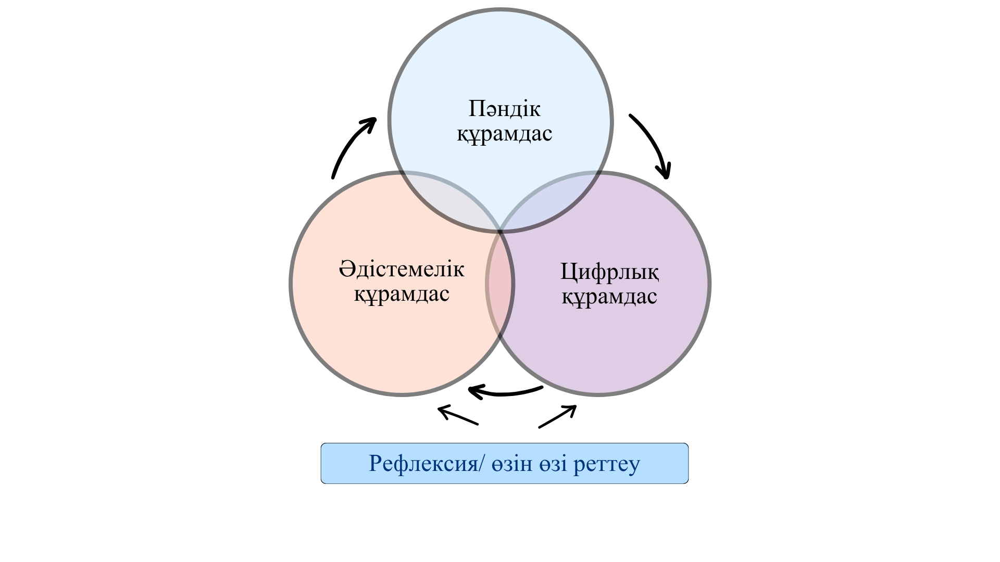 Пәндік
құрамдас
Әдістемелік
құрамдас
Цифрлық
құрамдас
Рефлексия/ өзін өзі реттеу